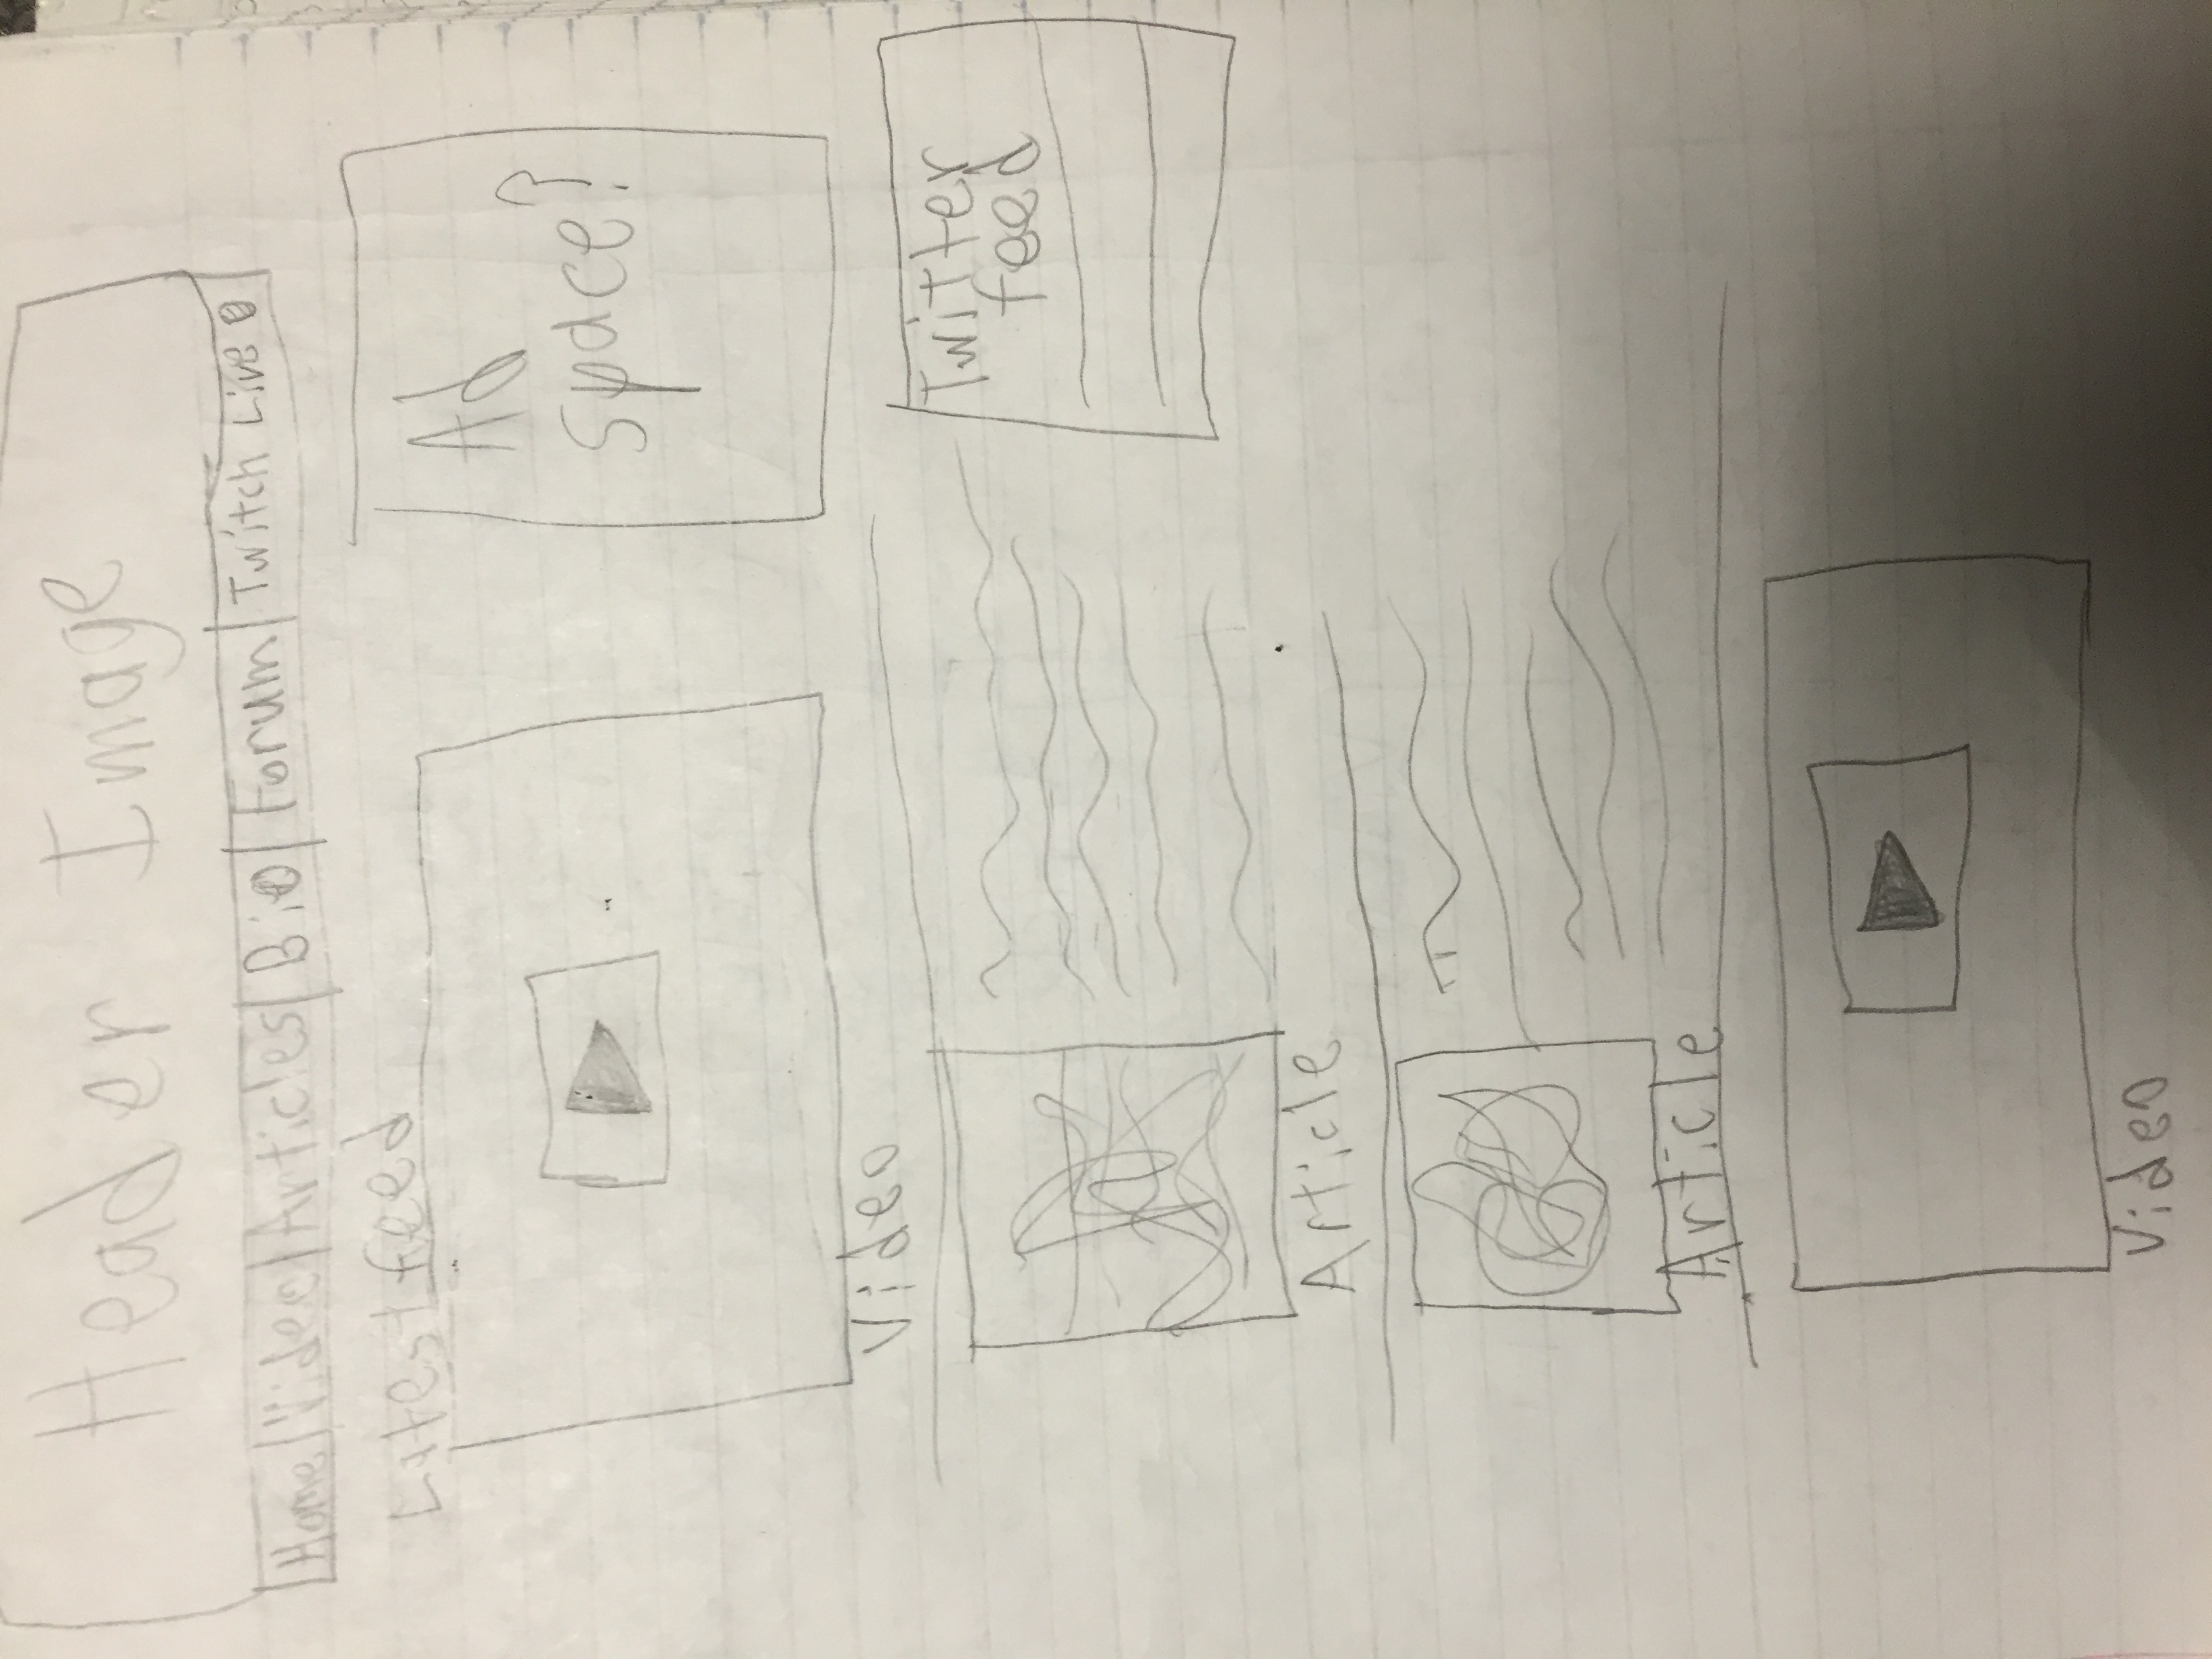 Header Image
Home Video Articles Bio Forum Twitch Live
Latest feed
Ad
Space?
Video
Twitter
feed
Article
Article
Video